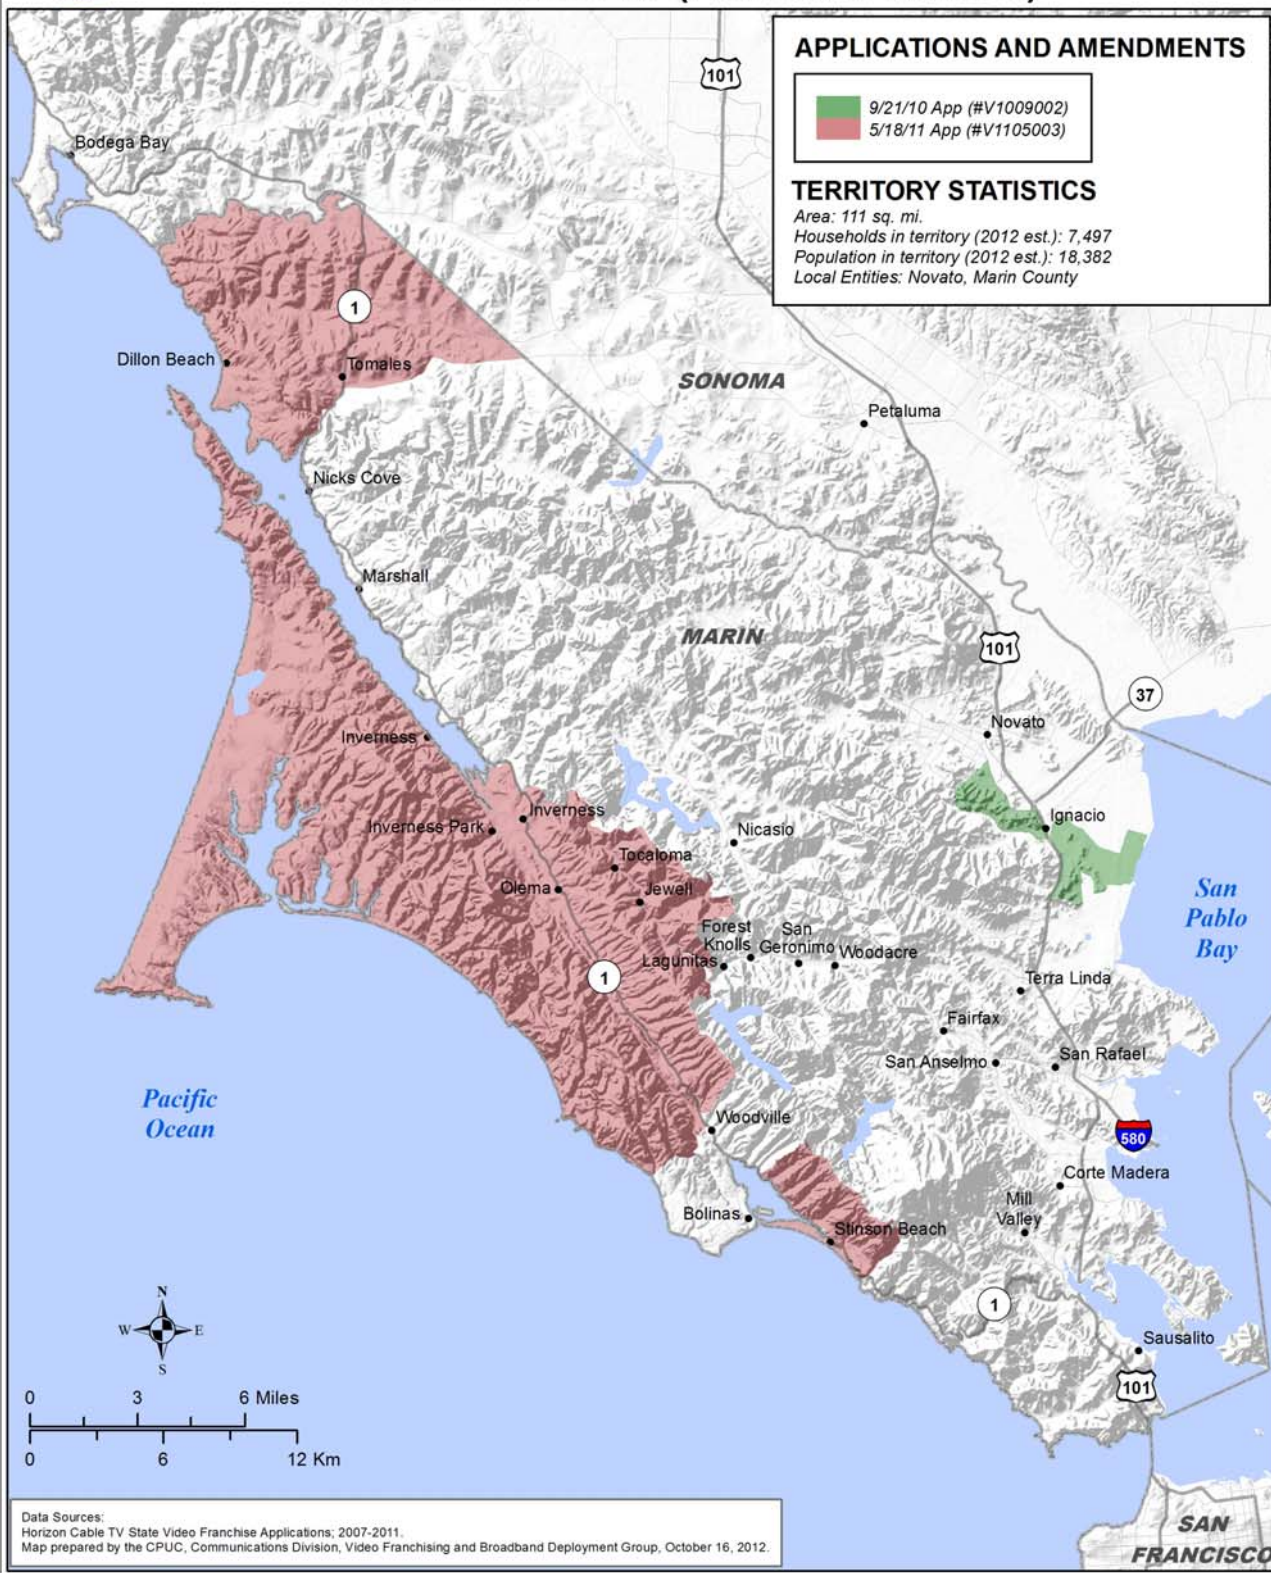 APPLICATIONS AND AMENDMENTS
9/21/10 App (#V1009002)
5/18/11 App (#V1105003)
TERRITORY STATISTICS
Area: 111 sq. mi.
Households in territory (2012 est.): 7,497
Population in territory (2012 est.): 18,382
Local Entities: Novato, Marin County
101
Bodega Bay
1
Dillon Beach
Tomales
SONOMA
Petaluma
Nicks Cove
Marshall
MARIN
101
37
Novato
Inverness
Inverness
Ignacio
Inverness Park
Nicasio
Tocaloma
Olema
Jewell
San
Pablo
Bay
Forest
Knolls
San
Geronimo
Woodacre
Lagunitas
1
Terra Linda
Fairfax
San Anselmo
San Rafael
Pacific
Ocean
Woodville
580
Corte Madera
Mill
Valley
Bolinas
Stinson Beach
1
N
W
E
S
Sausalito
101
0 3 6 Miles
0 6 12 Km
Data Sources:
Horizon Cable TV State Video Franchise Applications; 2007-2011.
Map prepared by the CPUC, Communications Division, Video Franchising and Broadband Deployment Group, October 16, 2012.
SAN
FRANCISCO